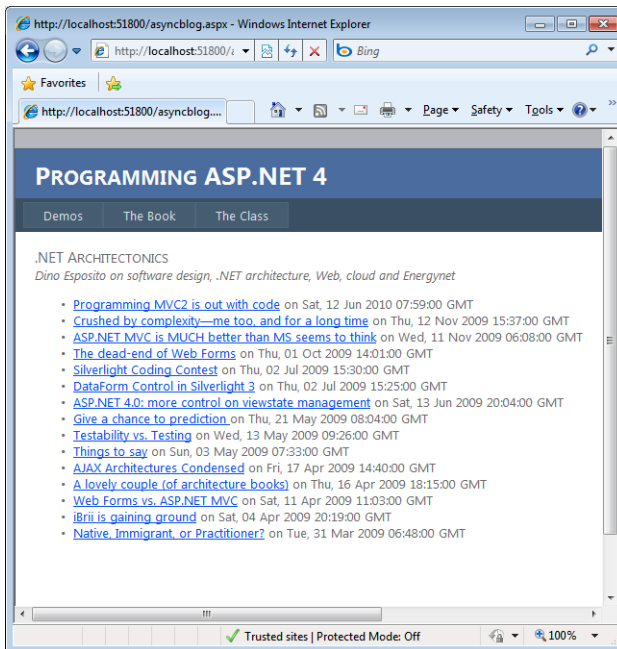 http://localhost:51800/asyncblog.aspx - Windows Internet Explorer
http://localhost:51800/a
Bing
Favorites
http://localhost:51800/asyncblog....
Page Safety Tools
PROGRAMMING ASP.NET 4
Demos The Book The Class
.NET ARCHITECTONICS
Dino Esposito on software design, .NET architecture, Web, cloud and Energynet
• Programming MVC2 is out with code on Sat, 12 Jun 2010 07:59:00 GMT
• Crushed by complexity—me too, and for a long time on Thu, 12 Nov 2009 15:37:00 GMT
• ASP.NET MVC is MUCH better than MS seems to think on Wed, 11 Nov 2009 06:08:00 GMT
• The dead-end of Web Forms on Thu, 01 Oct 2009 14:01:00 GMT
• Silverlight Coding Contest on Thu, 02 Jul 2009 15:30:00 GMT
• DataForm Control in Silverlight 3 on Thu, 02 Jul 2009 15:25:00 GMT
• ASP.NET 4.0: more control on viewstate management on Sat, 13 Jun 2009 20:04:00 GMT
• Give a chance to prediction on Thu, 21 May 2009 08:04:00 GMT
• Testability vs. Testing on Wed, 13 May 2009 09:26:00 GMT
• Things to say on Sun, 03 May 2009 07:33:00 GMT
• AJAX Architectures Condensed on Fri, 17 Apr 2009 14:40:00 GMT
• A lovely couple (of architecture books) on Thu, 16 Apr 2009 18:15:00 GMT
• Web Forms vs. ASP.NET MVC on Sat, 11 Apr 2009 11:03:00 GMT
• iBrii is gaining ground on Sat, 04 Apr 2009 20:19:00 GMT
• Native, Immigrant, or Practitioner? on Tue, 31 Mar 2009 06:48:00 GMT
Trusted sites | Protected Mode: Off 100%